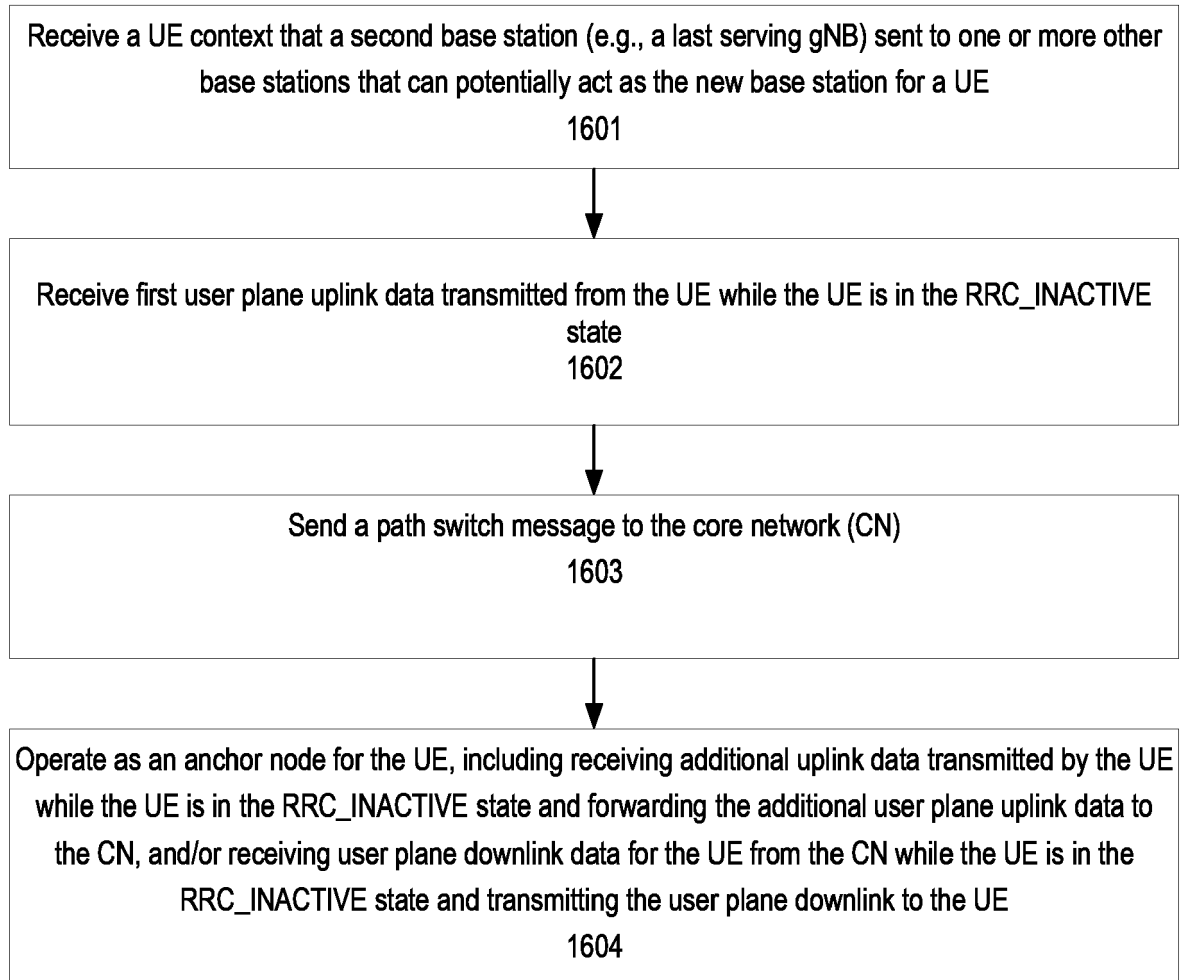 Receive a UE context that a second base station (e.g., a last serving gNB) sent to one or more other
base stations that can potentially act as the new base station for a UE
1601
Receive first user plane uplink data transmitted from the UE while the UE is in the RRC_INACTIVE
state
1602
Send a path switch message to the core network (CN)
1603
Operate as an anchor node for the UE, including receiving additional uplink data transmitted by the UE
while the UE is in the RRC_INACTIVE state and forwarding the additional user plane uplink data to
the CN, and/or receiving user plane downlink data for the UE from the CN while the UE is in the
RRC_INACTIVE state and transmitting the user plane downlink to the UE
1604